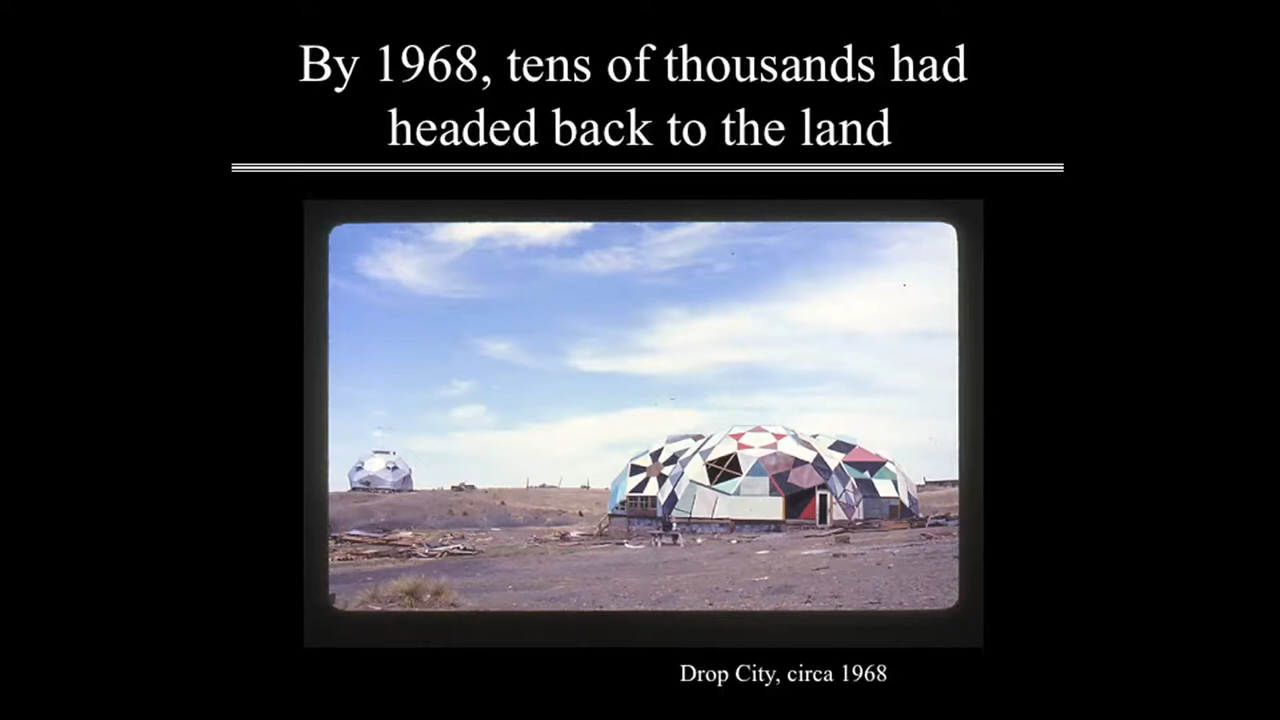 By 1968, tens of thousands had
headed back to the land
Drop City, circa 1968